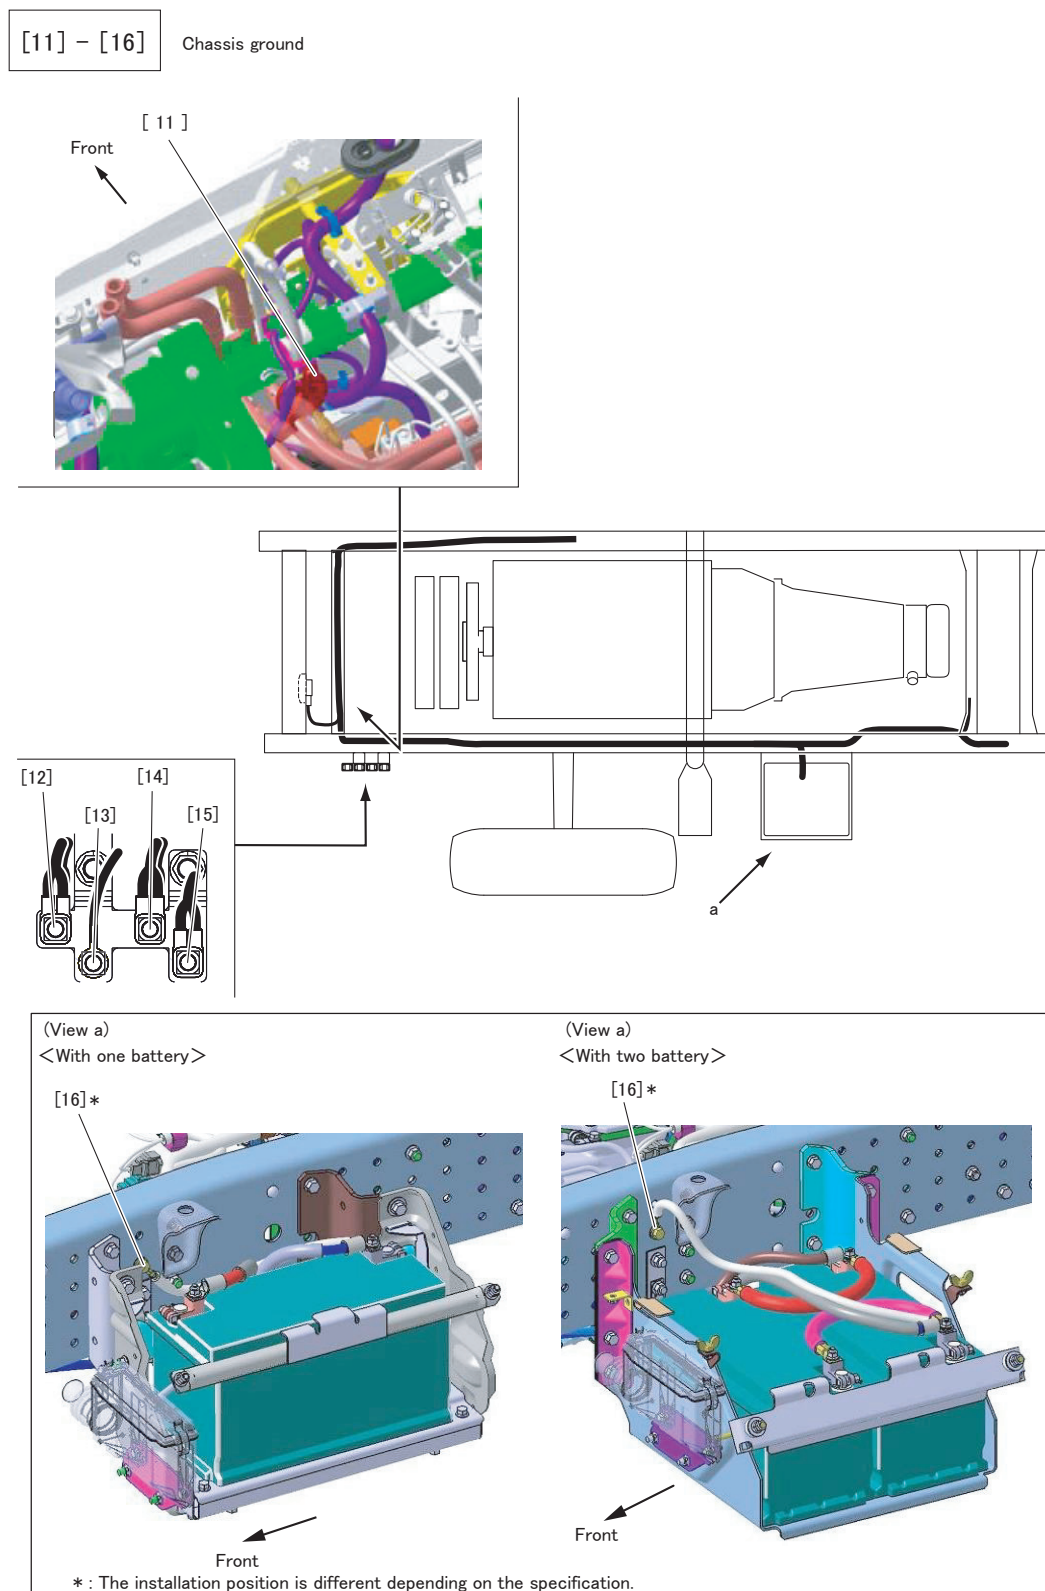 [11] - [16] Chassis ground
[ 11 ]
Front
[12]
[14]
[13]
[15]
a
(View a)
<With one battery>
[16]*
(View a)
<With two battery>
[16]*
Front
Front
* : The installation position is different depending on the specification.